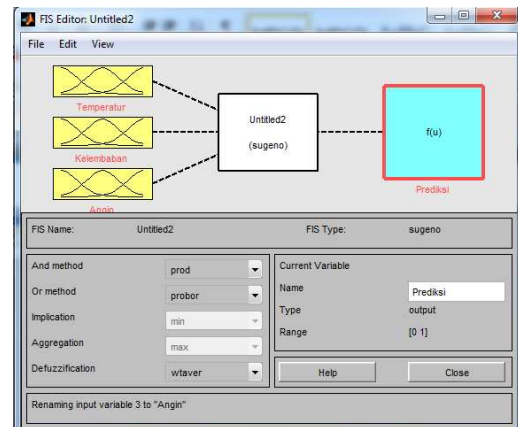 FIS Editor: Untitled2
File Edit View
Temperatur
Kelembaban
Angin
Untitled2
(sugeno)
f(u)
Prediksi
FIS Name: Untitled2 FIS Type: sugeno
And method prod
Or method probor
Implication min
Aggregation max
Defuzzification wtaver
Current Variable
Name Prediksi
Type output
Range [0 1]
Help Close
Renaming input variable 3 to "Angin"